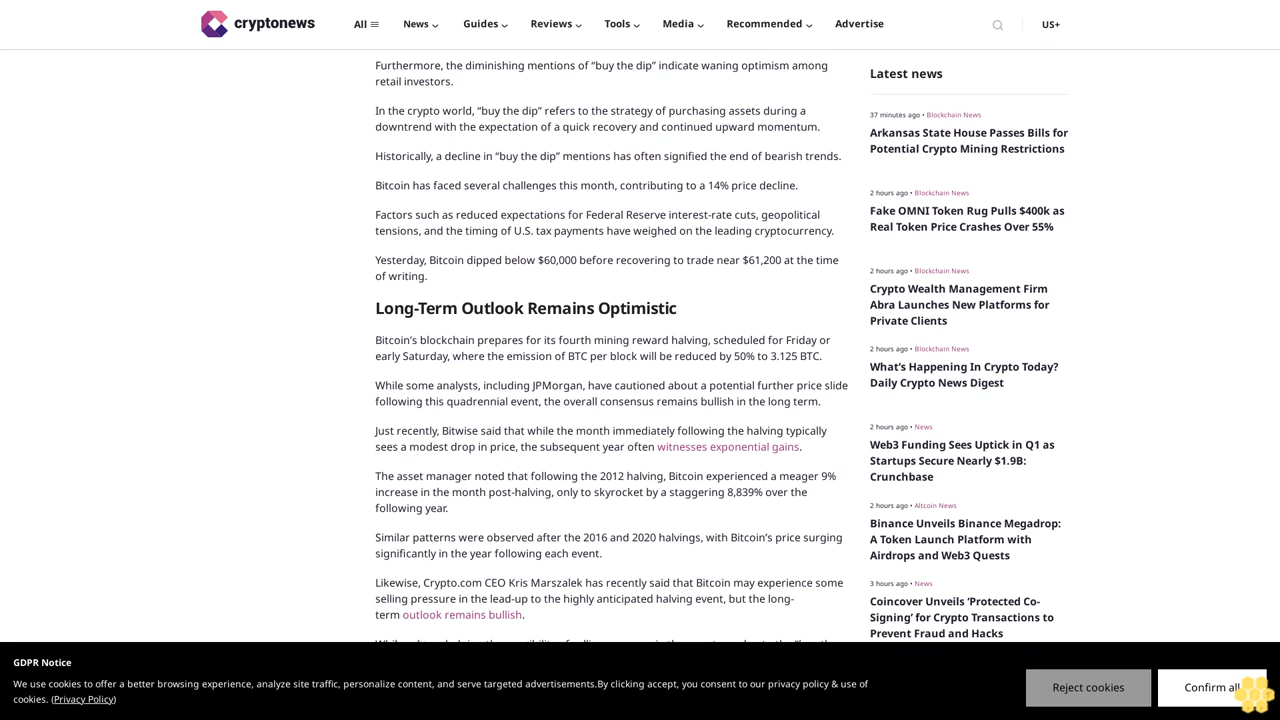 cryptonews
All
News
Guides
Reviews
Tools
Media
Recommended
Advertise
US+
Furthermore, the diminishing mentions of “buy the dip” indicate waning optimism among
retail investors.
In the crypto world, “buy the dip” refers to the strategy of purchasing assets during a
downtrend with the expectation of a quick recovery and continued upward momentum.
Historically, a decline in “buy the dip” mentions has often signified the end of bearish trends.
Bitcoin has faced several challenges this month, contributing to a 14% price decline.
Factors such as reduced expectations for Federal Reserve interest-rate cuts, geopolitical
tensions, and the timing of U.S. tax payments have weighed on the leading cryptocurrency.
Yesterday, Bitcoin dipped below $60,000 before recovering to trade near $61,200 at the time
of writing.
Long-Term Outlook Remains Optimistic
Bitcoin’s blockchain prepares for its fourth mining reward halving, scheduled for Friday or
early Saturday, where the emission of BTC per block will be reduced by 50% to 3.125 BTC.
While some analysts, including JPMorgan, have cautioned about a potential further price slide
following this quadrennial event, the overall consensus remains bullish in the long term.
Just recently, Bitwise said that while the month immediately following the halving typically
sees a modest drop in price, the subsequent year often witnesses exponential gains.
The asset manager noted that following the 2012 halving, Bitcoin experienced a meager 9%
increase in the month post-halving, only to skyrocket by a staggering 8,839% over the
following year.
Similar patterns were observed after the 2016 and 2020 halvings, with Bitcoin’s price surging
significantly in the year following each event.
Likewise, Crypto.com CEO Kris Marszalek has recently said that Bitcoin may experience some
selling pressure in the lead-up to the highly anticipated halving event, but the long-
term outlook remains bullish.
Latest news
37 minutes ago • Blockchain News
Arkansas State House Passes Bills for
Potential Crypto Mining Restrictions
2 hours ago • Blockchain News
Fake OMNI Token Rug Pulls $400k as
Real Token Price Crashes Over 55%
2 hours ago • Blockchain News
Crypto Wealth Management Firm
Abra Launches New Platforms for
Private Clients
2 hours ago • Blockchain News
What’s Happening In Crypto Today?
Daily Crypto News Digest
2 hours ago • News
Web3 Funding Sees Uptick in Q1 as
Startups Secure Nearly $1.9B:
Crunchbase
2 hours ago • Altcoin News
Binance Unveils Binance Megadrop:
A Token Launch Platform with
Airdrops and Web3 Quests
3 hours ago • News
Coincover Unveils ‘Protected Co-
Signing’ for Crypto Transactions to
Prevent Fraud and Hacks
GDPR Notice
We use cookies to offer a better browsing experience, analyze site traffic, personalize content, and serve targeted advertisements.By clicking accept, you consent to our privacy policy & use of
cookies. (Privacy Policy)
Reject cookies
Confirm all